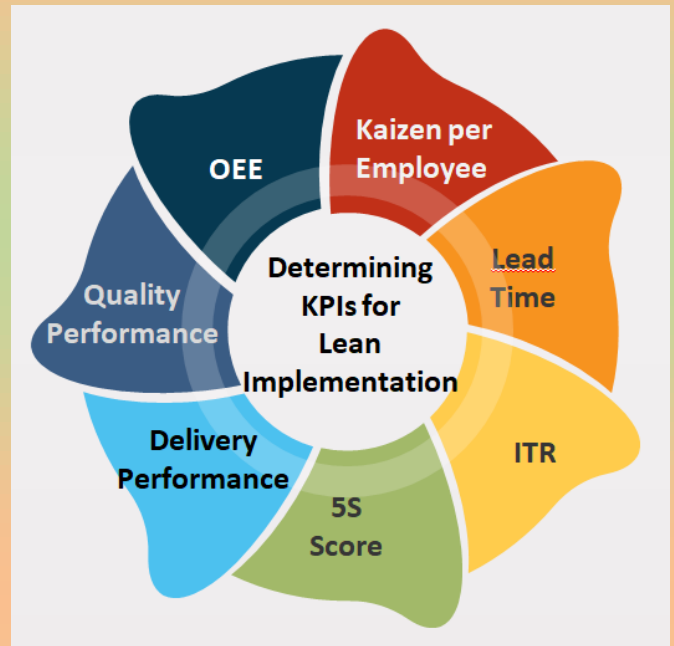 Kaizen per
Employee
Lead
Time
ITR
5S
Score
Delivery
Performance
Quality
Performance
OEE
Determining
KPIs for
Lean
Implementation